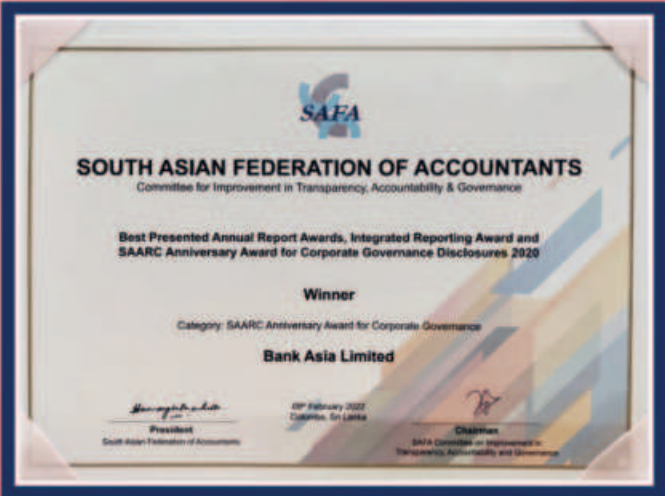 SAFA
SOUTH ASIAN FEDERATION OF ACCOUNTANTS
Committee for Improvement in Transparency, Accountability & Governance
Best Presented Annual Report Awards, Integrated Reporting Award and
SAARC Anniversary Award for Corporate Governance Disclosures 2020
Winner
Category: SAARC Anniversary Award for Corporate Governance
Bank Asia Limited
February 2022
Colombo, Sri Lanka
President
South Asian Federation of Accountants
Chairman
SAFA Committee on Improvement in
Transparency, Accountability and Governance